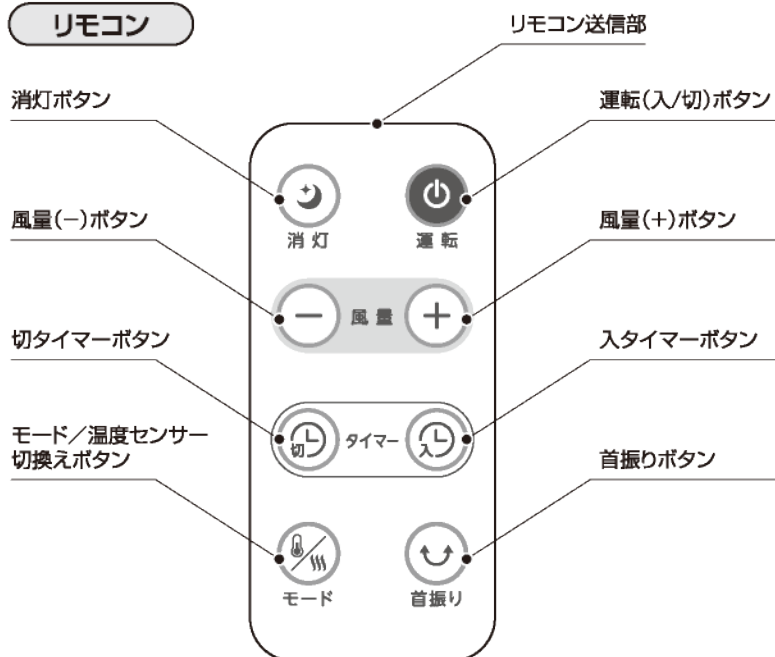 リモコン
リモコン送信部
消灯ボタン
運転(入/切)ボタン
消灯
運転
風量(−)ボタン
風量(+)ボタン
風量
切タイマーボタン
入タイマーボタン
切
タイマー
入
モード/温度センサー
切換えボタン
首振りボタン
モード
首振り